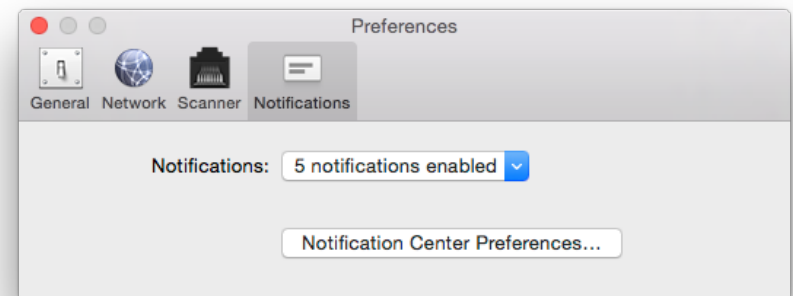 Preferences
General Network Scanner Notifications
Notifications: 5 notifications enabled
Notification Center Preferences...